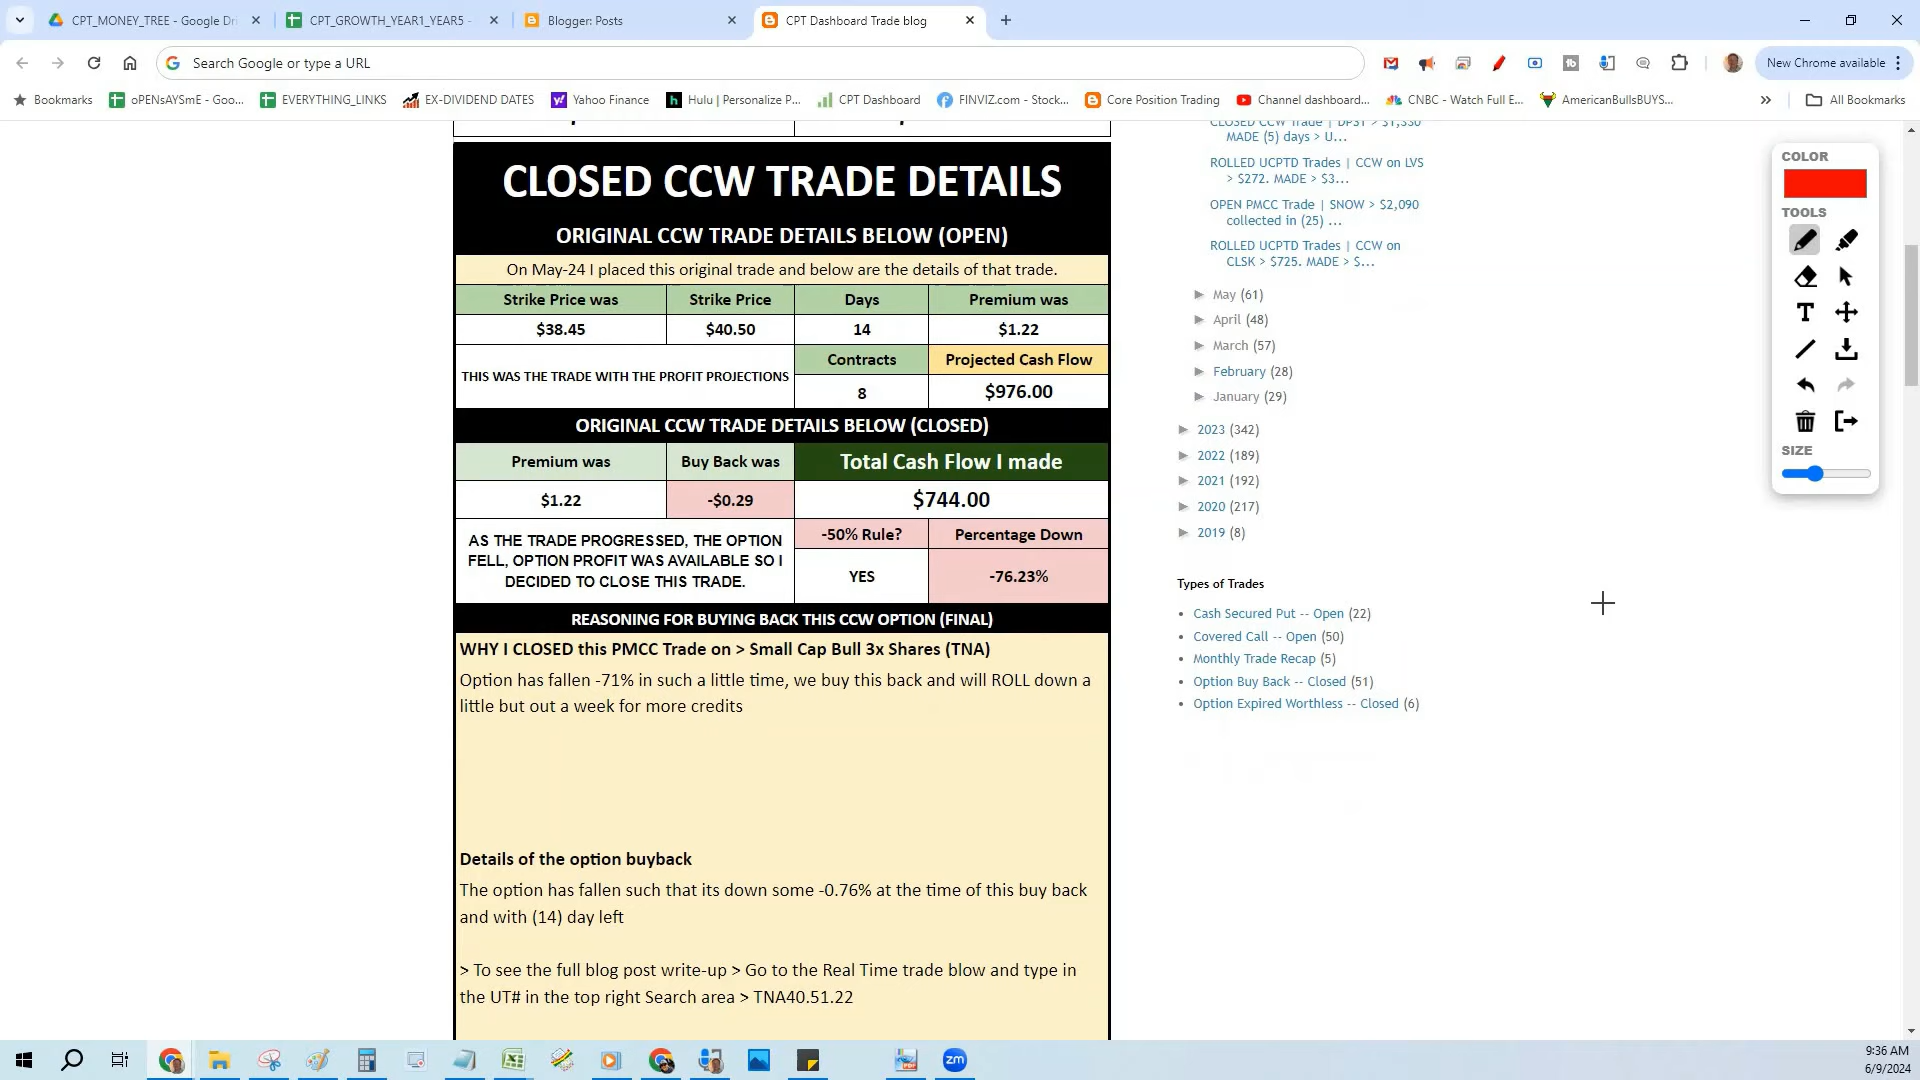 CPT_MONEY_TREE - Google Dri
CPT_GROWTH_YEAR1_YEAR5 -
Blogger: Posts
CPT Dashboard Trade blog
Search Google or type a URL
New Chrome available
Bookmarks
oPENsAYSmE - Goo...
EVERYTHING_LINKS
EX-DIVIDEND DATES
Yahoo Finance
Hulu | Personalize P...
CPT Dashboard
FINVIZ.com - Stock...
Core Position Trading
Channel dashboard...
CNBC - Watch Full E...
AmericanBullsBUYS...
All Bookmarks
CLOSED CCW TRADE DETAILS
ORIGINAL CCW TRADE DETAILS BELOW (OPEN)
On May-24 I placed this original trade and below are the details of that trade.
Strike Price was Strike Price Days Premium was
$38.45 $40.50 14 $1.22
THIS WAS THE TRADE WITH THE PROFIT PROJECTIONS
Contracts Projected Cash Flow
8 $976.00
ORIGINAL CCW TRADE DETAILS BELOW (CLOSED)
Premium was Buy Back was Total Cash Flow I made
$1.22 -$0.29 $744.00
AS THE TRADE PROGRESSED, THE OPTION
FELL, OPTION PROFIT WAS AVAILABLE SO I
DECIDED TO CLOSE THIS TRADE.
-50% Rule? Percentage Down
YES -76.23%
REASONING FOR BUYING BACK THIS CCW OPTION (FINAL)
WHY I CLOSED this PMCC Trade on > Small Cap Bull 3x Shares (TNA)
Option has fallen -71% in such a little time, we buy this back and will ROLL down a
little but out a week for more credits
Details of the option buyback
The option has fallen such that its down some -0.76% at the time of this buy back
and with (14) day left
> To see the full blog post write-up > Go to the Real Time trade blow and type in
the UT# in the top right Search area > TNA40.51.22
CLOSED CCW Trade | DPST > $1,330
MADE (5) days > U...
ROLLED UCPTD Trades | CCW on LVS
> $272. MADE > $3...
OPEN PMCC Trade | SNOW > $2,090
collected in (25) ...
ROLLED UCPTD Trades | CCW on
CLSK > $725. MADE > $...
► May (61)
► April (48)
► March (57)
► February (28)
► January (29)
► 2023 (342)
► 2022 (189)
► 2021 (192)
► 2020 (217)
► 2019 (8)
Types of Trades
• Cash Secured Put -- Open (22)
• Covered Call -- Open (50)
• Monthly Trade Recap (5)
• Option Buy Back -- Closed (51)
• Option Expired Worthless -- Closed (6)
COLOR
TOOLS
T
SIZE
zm
9:36 AM
6/9/2024